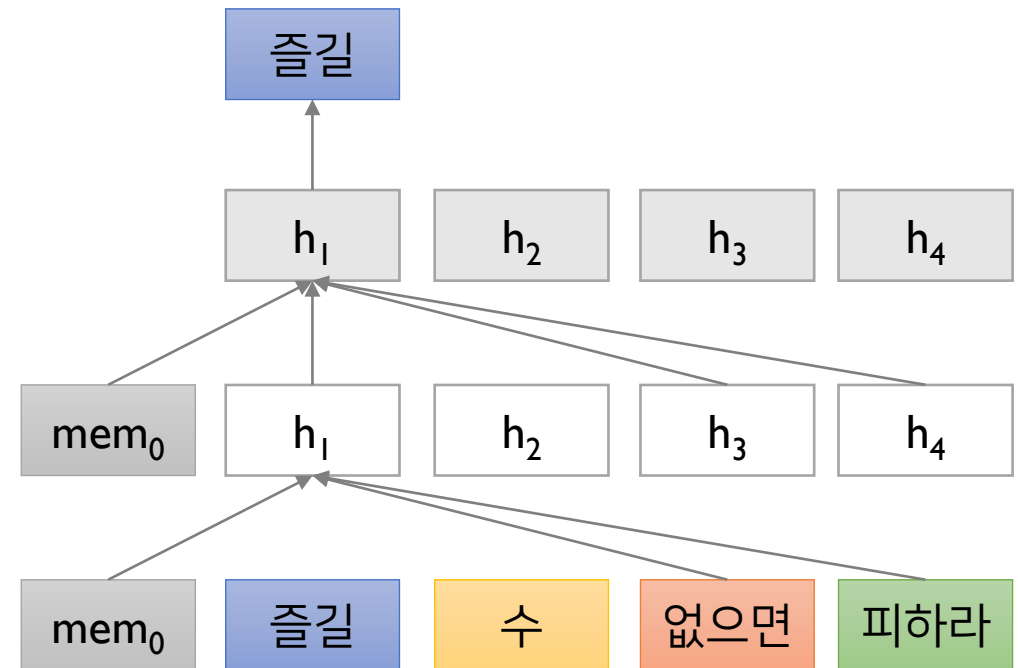 즐길
h₁ h₂ h₃ h₄
mem₀ h₁ h₂ h₃ h₄
mem₀ 즐길 수 없으면 피하라